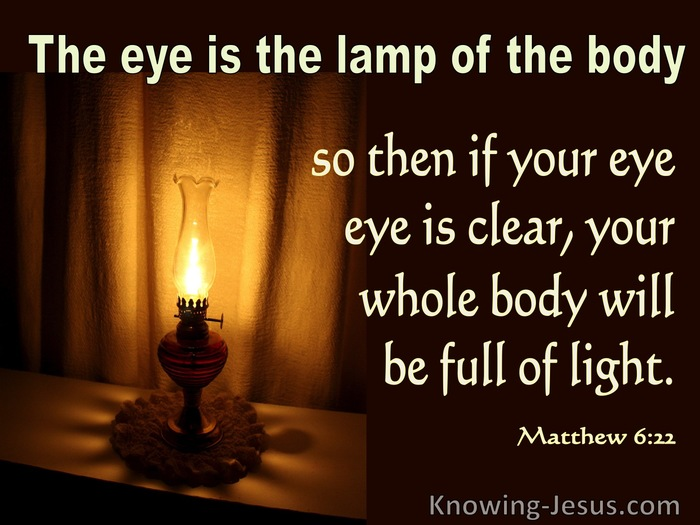 The eye is the lamp of the body
so then if your eye
eye is clear, your
whole body will
be full of light.
Matthew 6:22
Knowing-Jesus.com